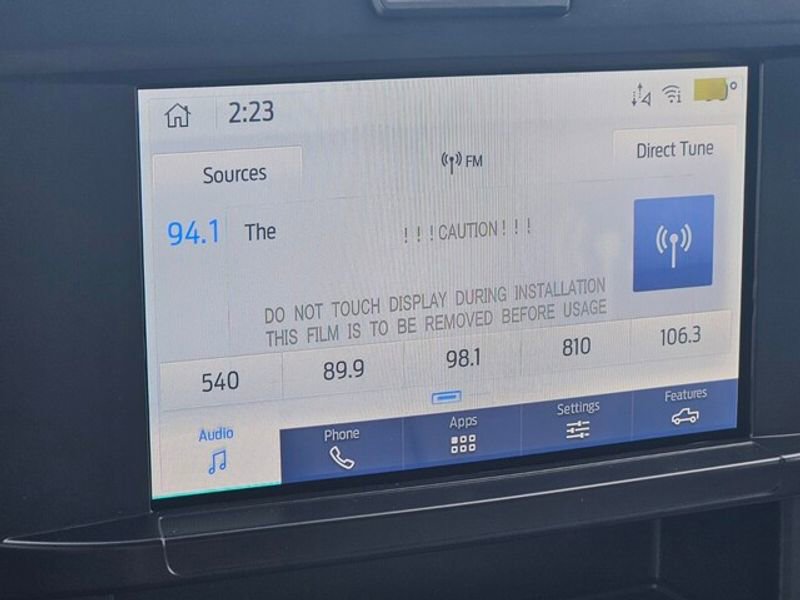 2:23
Sources
FM
Direct Tune
94.1 The
! ! ! CAUTION ! ! !
DO NOT TOUCH DISPLAY DURING INSTALLATION
THIS FILM IS TO BE REMOVED BEFORE USAGE
540 89.9 98.1 810 106.3
Audio Phone Apps Settings Features